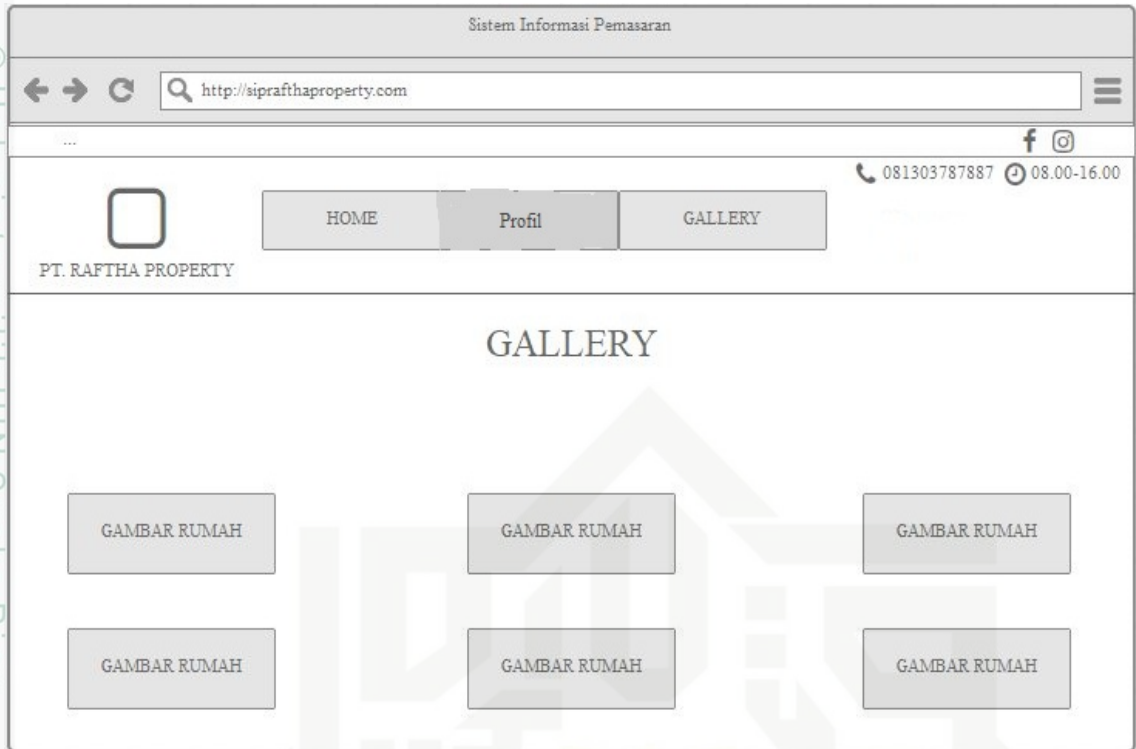 Sistem Informasi Pemasaran
http://siprafthaproperty.com
...
081303787887 08.00-16.00
HOME Profil GALLERY
PT. RAFTHA PROPERTY
GALLERY
GAMBAR RUMAH GAMBAR RUMAH GAMBAR RUMAH
GAMBAR RUMAH GAMBAR RUMAH GAMBAR RUMAH